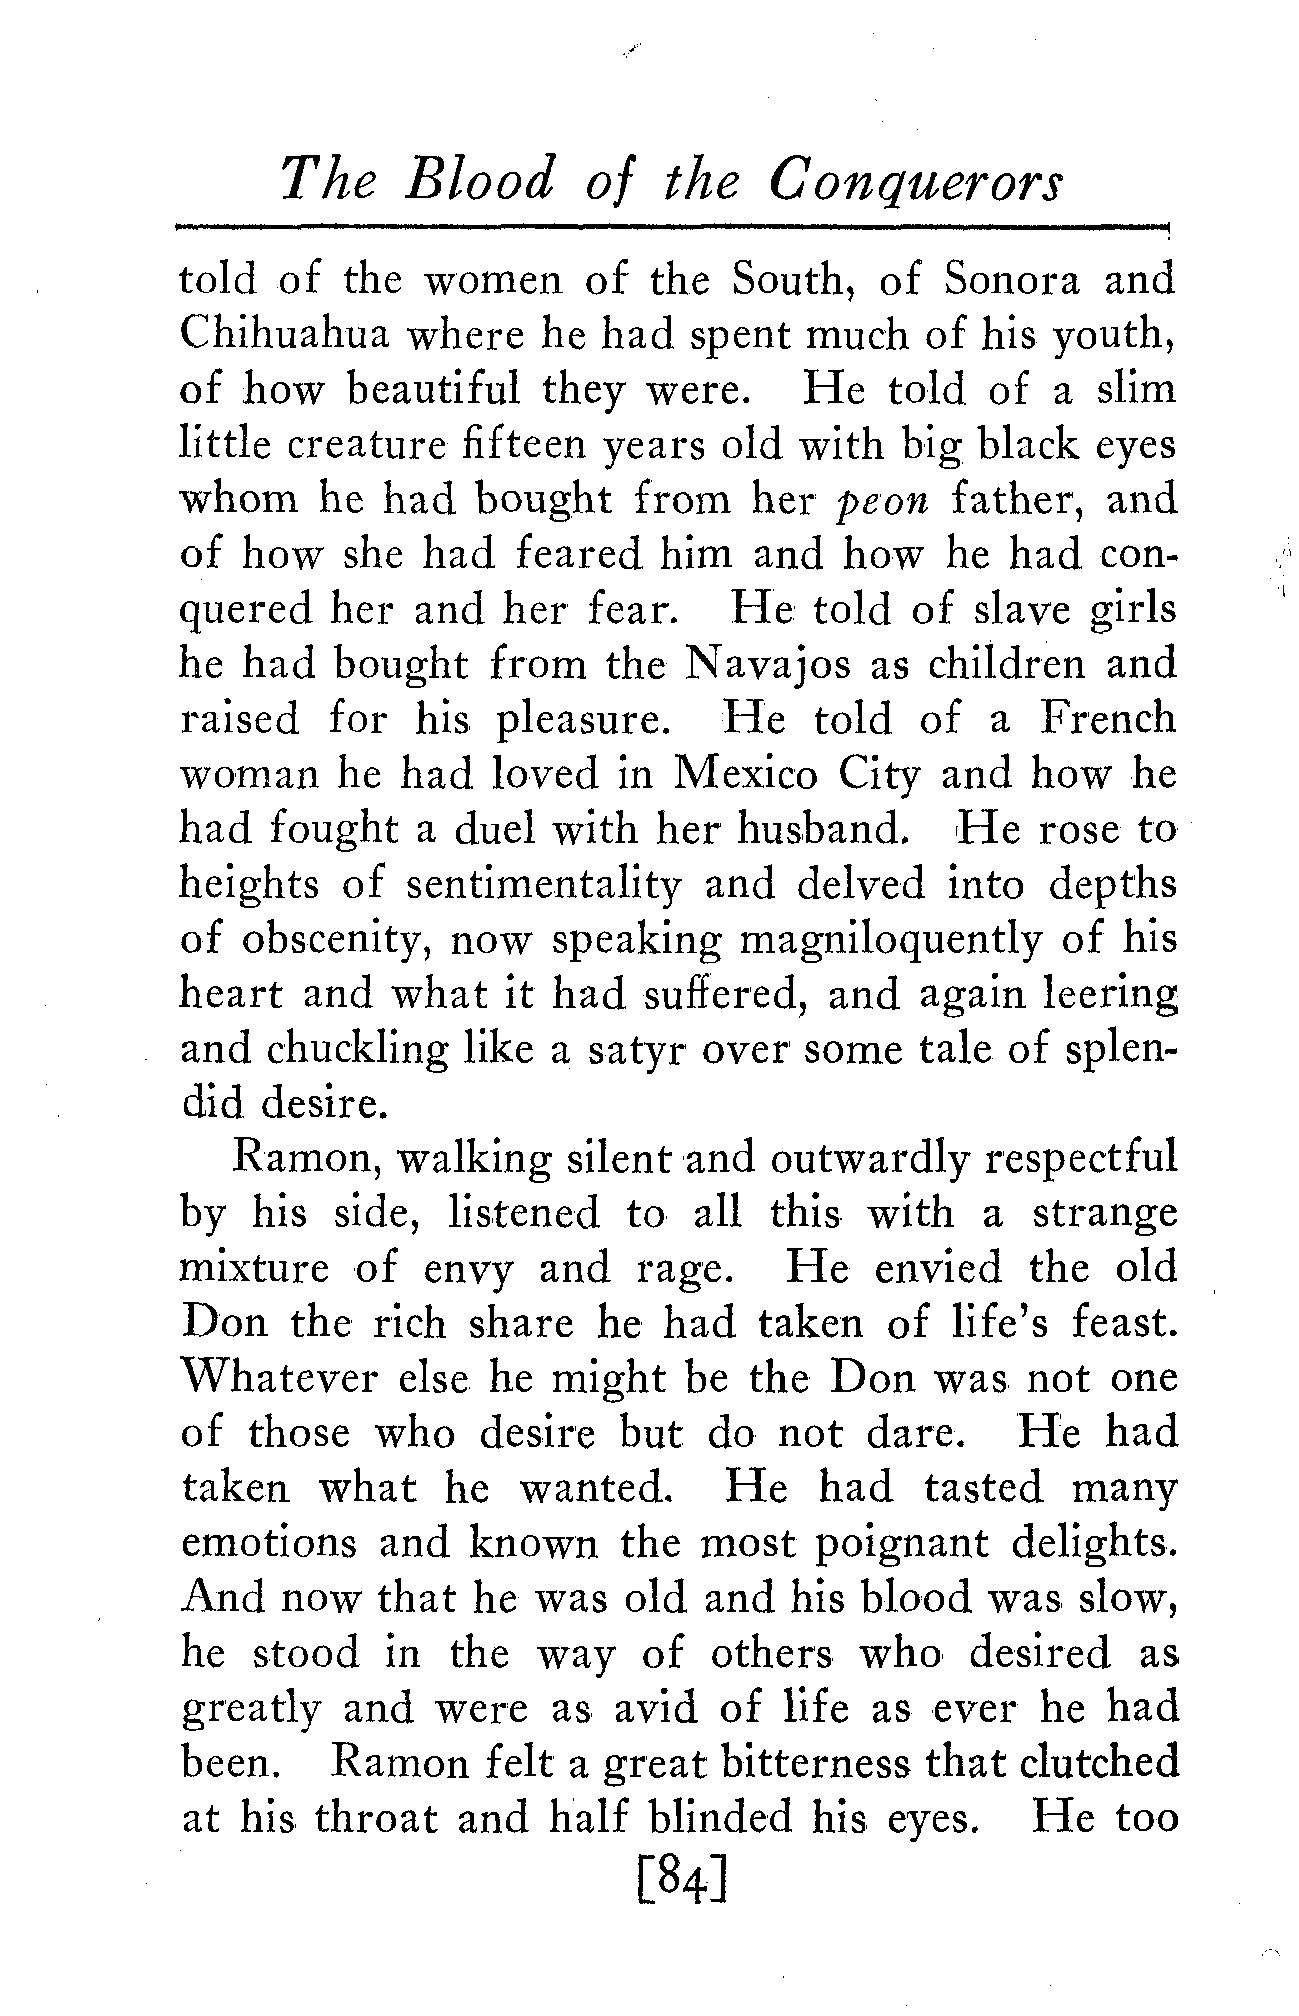 The Blood of the Conquerors
told of the women of the South, of Sonora and
Chihuahua where he had spent much of his youth,
of how beautiful they were. He told of a slim
little creature fifteen years old with big black eyes
whom he had bought from her peon father, and
of how she had feared him and how he had con-
quered her and her fear. He told of slave girls
he had bought from the Navajos as children and
raised for his pleasure. He told of a French
woman he had loved in Mexico City and how he
had fought a duel with her husband. He rose to
heights of sentimentality and delved into depths
of obscenity, now speaking magniloquently of his
heart and what it had suffered, and again leering
and chuckling like a satyr over some tale of splen-
did desire.
Ramon, walking silent and outwardly respectful
by his side, listened to all this with a strange
mixture of envy and rage. He envied the old
Don the rich share he had taken of life's feast.
Whatever else he might be the Don was not one
of those who desire but do not dare. He had
taken what he wanted. He had tasted many
emotions and known the most poignant delights.
And now that he was old and his blood was slow,
he stood in the way of others who desired as
greatly and were as avid of life as ever he had
been. Ramon felt a great bitterness that clutched
at his throat and half blinded his eyes. He too
[84]